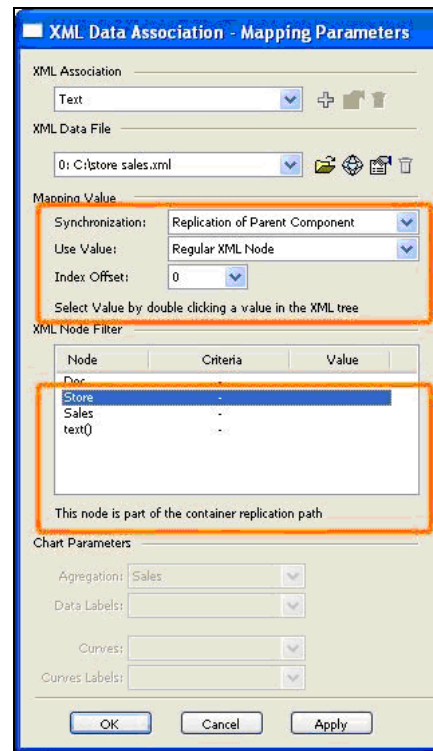 XML Data Association - Mapping Parameters
XML Association
Text
XML Data File
0: C:\store sales.xml
Mapping Value
Synchronization: Replication of Parent Component
Use Value: Regular XML Node
Index Offset: 0
Select Value by double clicking a value in the XML tree
XML Node Filter
Node Criteria Value
Doc -
Store -
Sales -
text() -
This node is part of the container replication path
Chart Parameters
Agregation: Sales
Data Labels:
Curves:
Curves Labels:
OK Cancel Apply